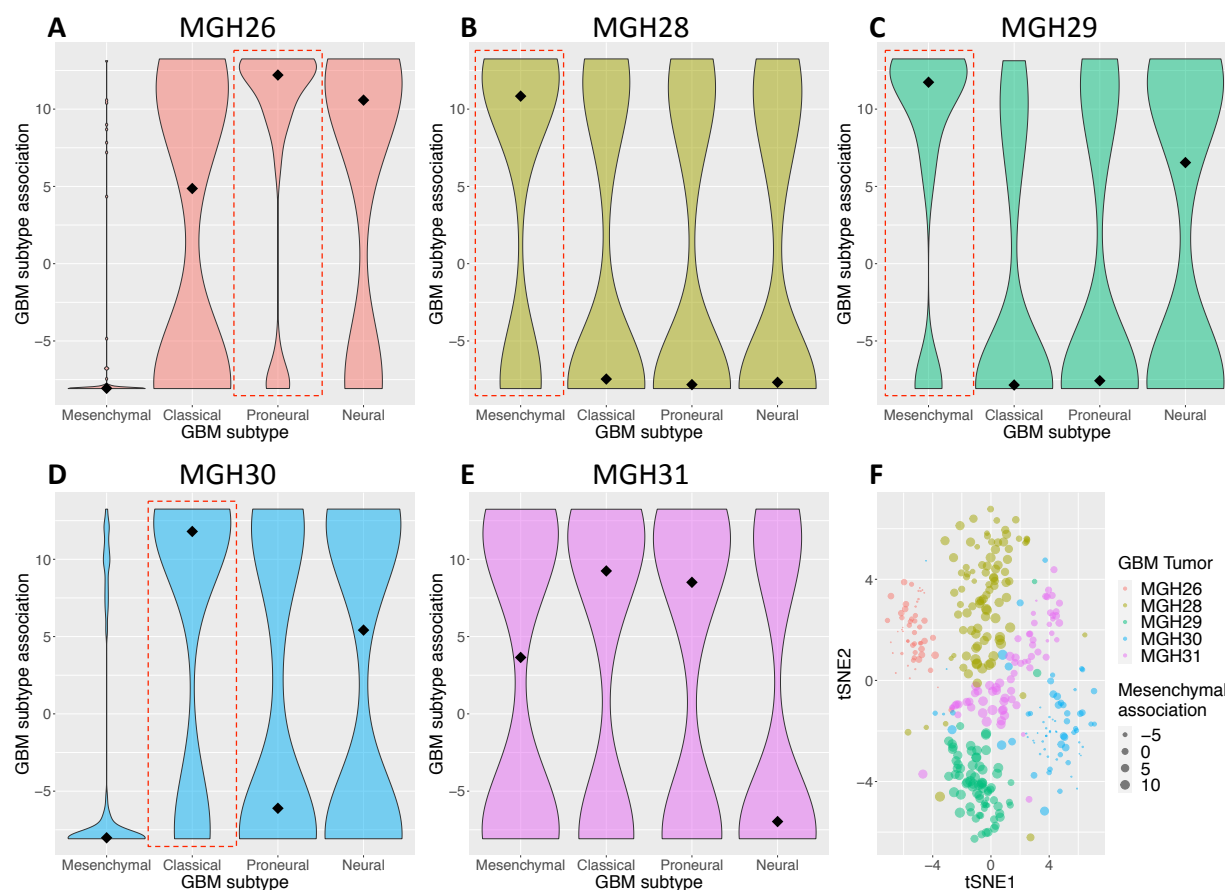 A MGH26
GBM subtype association
10
5
0
−5
Mesenchymal Classical Proneural Neural
GBM subtype
B MGH28
GBM subtype association
10
5
0
−5
Mesenchymal Classical Proneural Neural
GBM subtype
C MGH29
GBM subtype association
10
5
0
−5
Mesenchymal Classical Proneural Neural
GBM subtype
D MGH30
GBM subtype association
10
5
0
−5
Mesenchymal Classical Proneural Neural
GBM subtype
E MGH31
GBM subtype association
10
5
0
−5
Mesenchymal Classical Proneural Neural
GBM subtype
F
tSNE2
4
0
−4
−4 0 4
tSNE1
GBM Tumor
MGH26
MGH28
MGH29
MGH30
MGH31
Mesenchymal
association
−5
0
5
10